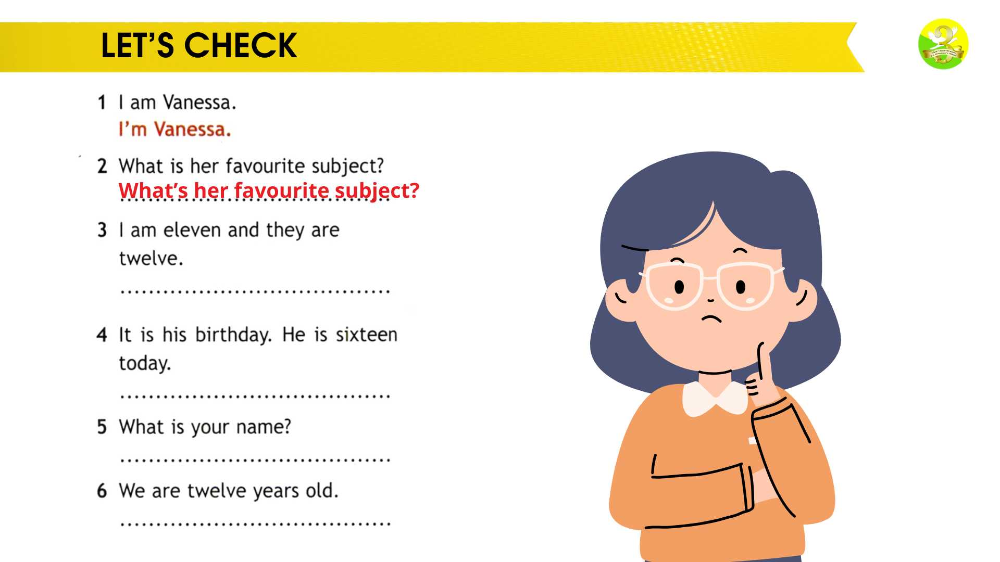 LET’S CHECK
1 I am Vanessa.
I’m Vanessa.
2 What is her favourite subject?
What’s her favourite subject?
3 I am eleven and they are
twelve.
4 It is his birthday. He is sixteen
today.
5 What is your name?
6 We are twelve years old.
3